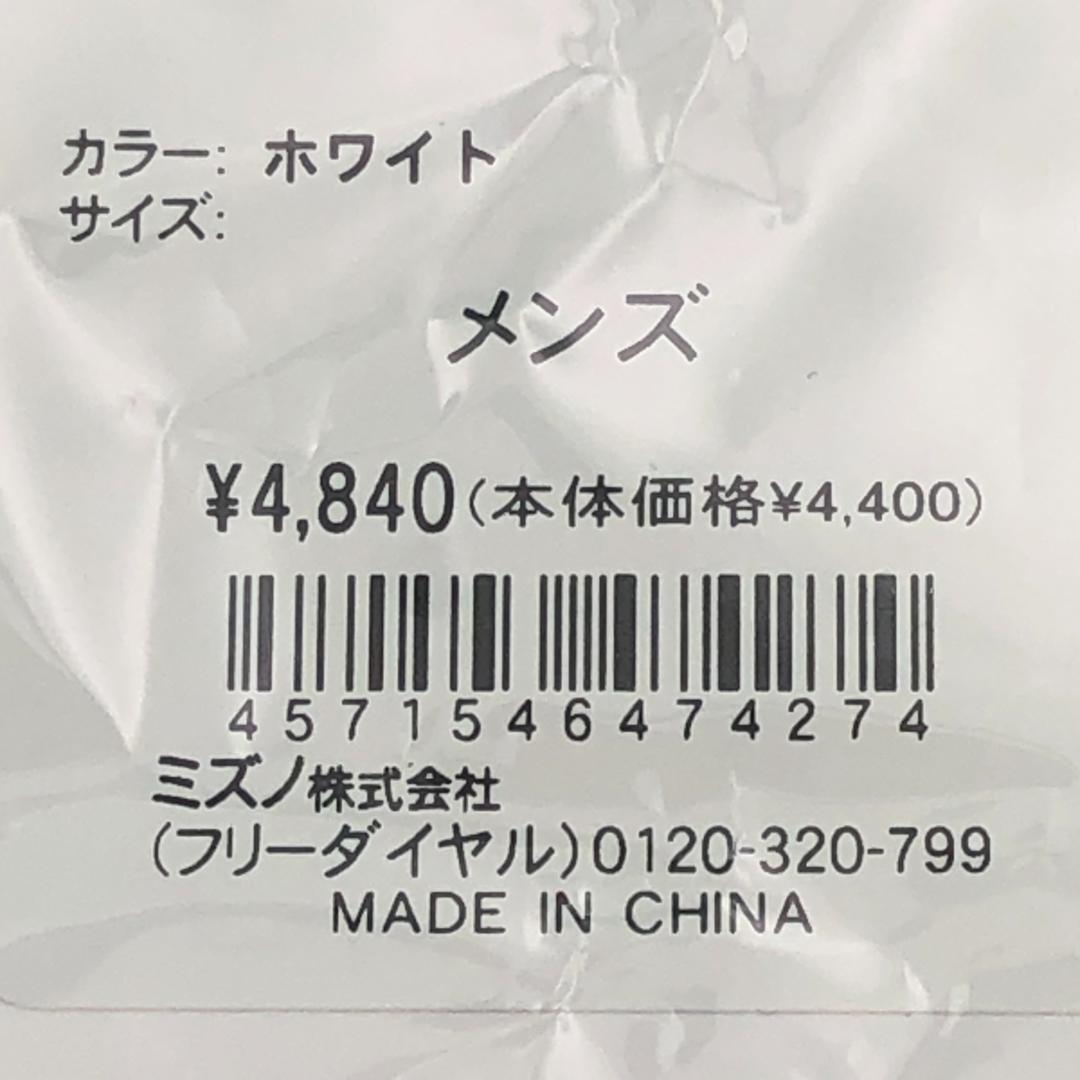 カラー: ホワイト
サイズ:
メンズ
¥4,840(本体価格¥4,400)
4571546474274
ミズノ株式会社
(フリーダイヤル)0120-320-799
MADE IN CHINA